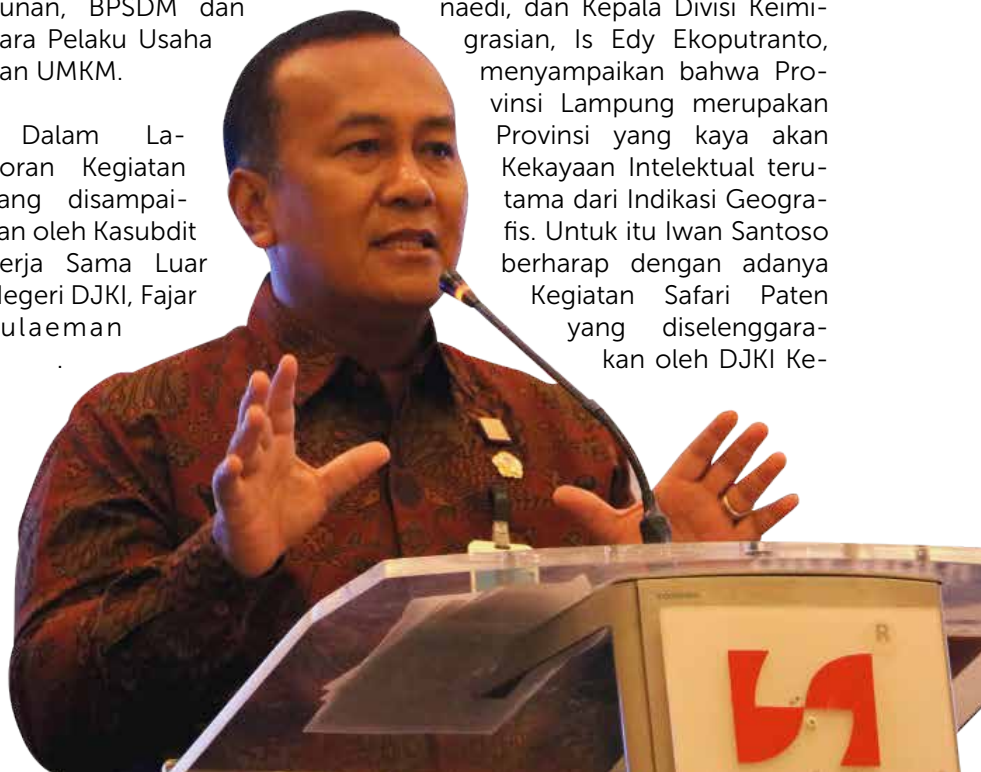 unan, BPSDM dan
ara Pelaku Usaha
an UMKM.
Dalam La-
oran Kegiatan
ang disampai-
an oleh Kasubdit
erja Sama Luar
egeri DJKI, Fajar
ulaeman
.
naedi, dan Kepala Divisi Keimi-
grasian, Is Edy Ekoputranto,
menyampaikan bahwa Pro-
vinsi Lampung merupakan
Provinsi yang kaya akan
Kekayaan Intelektual teru-
tama dari Indikasi Geogra-
fis. Untuk itu Iwan Santoso
berharap dengan adanya
Kegiatan Safari Paten
yang diselenggara-
kan oleh DJKI Ke-
R